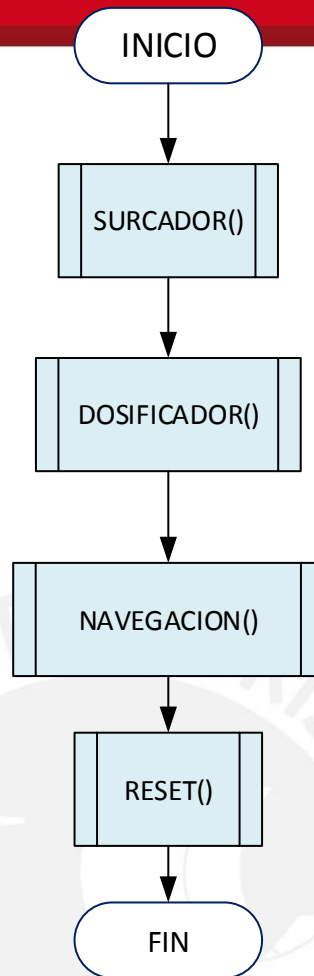 INICIO
SURCADOR()
DOSIFICADOR()
NAVEGACION()
RESET()
FIN